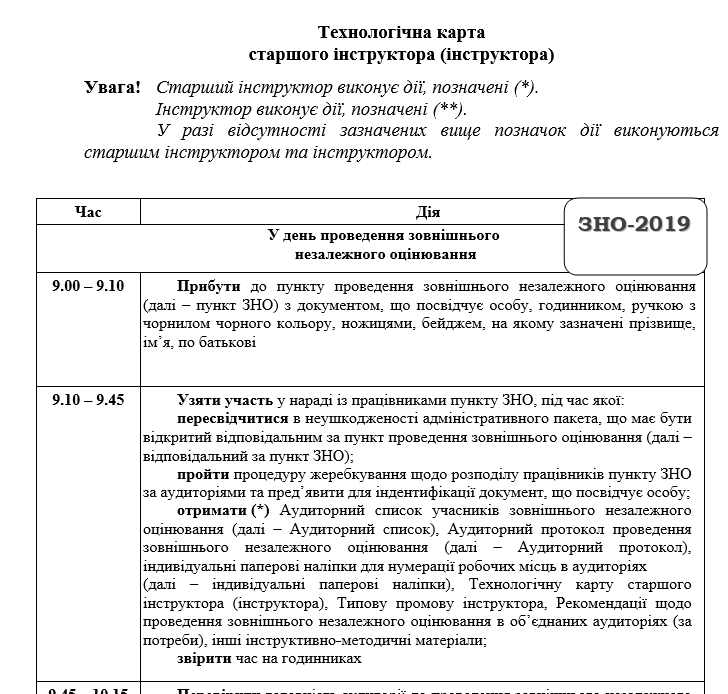 Технологічна карта
старшого інструктора (інструктора)
Увага! Старший інструктор виконує дії, позначені (*).
Інструктор виконує дії, позначені (**).
У разі відсутності зазначених вище позначок дії виконуються
старшим інструктором та інструктором.
Час Дія
ЗНО-2019
У день проведення зовнішнього
незалежного оцінювання
9.00 – 9.10 Прибути до пункту проведення зовнішнього незалежного оцінювання
(далі – пункт ЗНО) з документом, що посвідчує особу, годинником, ручкою з
чорнилом чорного кольору, ножицями, бейджем, на якому зазначені прізвище,
ім’я, по батькові
9.10 – 9.45 Узяти участь у нараді із працівниками пункту ЗНО, під час якої:
пересвідчитися в неушкодженості адміністративного пакета, що має бути
відкритий відповідальним за пункт проведення зовнішнього оцінювання (далі –
відповідальний за пункт ЗНО);
пройти процедуру жеребкування щодо розподілу працівників пункту ЗНО
за аудиторіями та пред’явити для індентифікації документ, що посвідчує особу;
отримати (*) Аудиторний список учасників зовнішнього незалежного
оцінювання (далі – Аудиторний список), Аудиторний протокол проведення
зовнішнього незалежного оцінювання (далі – Аудиторний протокол),
індивідуальні паперові наліпки для нумерації робочих місць в аудиторіях
(далі – індивідуальні паперові наліпки), Технологічну карту старшого
інструктора (інструктора), Типову промову інструктора, Рекомендації щодо
проведення зовнішнього незалежного оцінювання в об’єднаних аудиторіях (за
потреби), інші інструктивно-методичні матеріали;
звірити час на годинниках